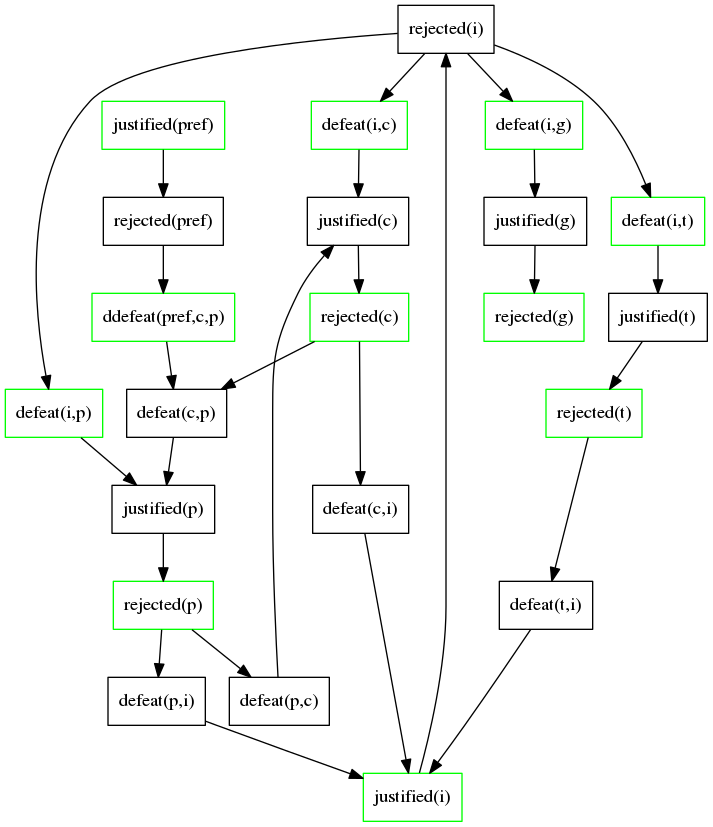 rejected(i)
justified(pref)
defeat(i,c)
defeat(i,g)
rejected(pref)
justified(c)
justified(g)
defeat(i,t)
ddefeat(pref,c,p)
rejected(c)
rejected(g)
justified(t)
defeat(i,p)
defeat(c,p)
rejected(t)
justified(p)
defeat(c,i)
rejected(p)
defeat(t,i)
defeat(p,i)
defeat(p,c)
justified(i)